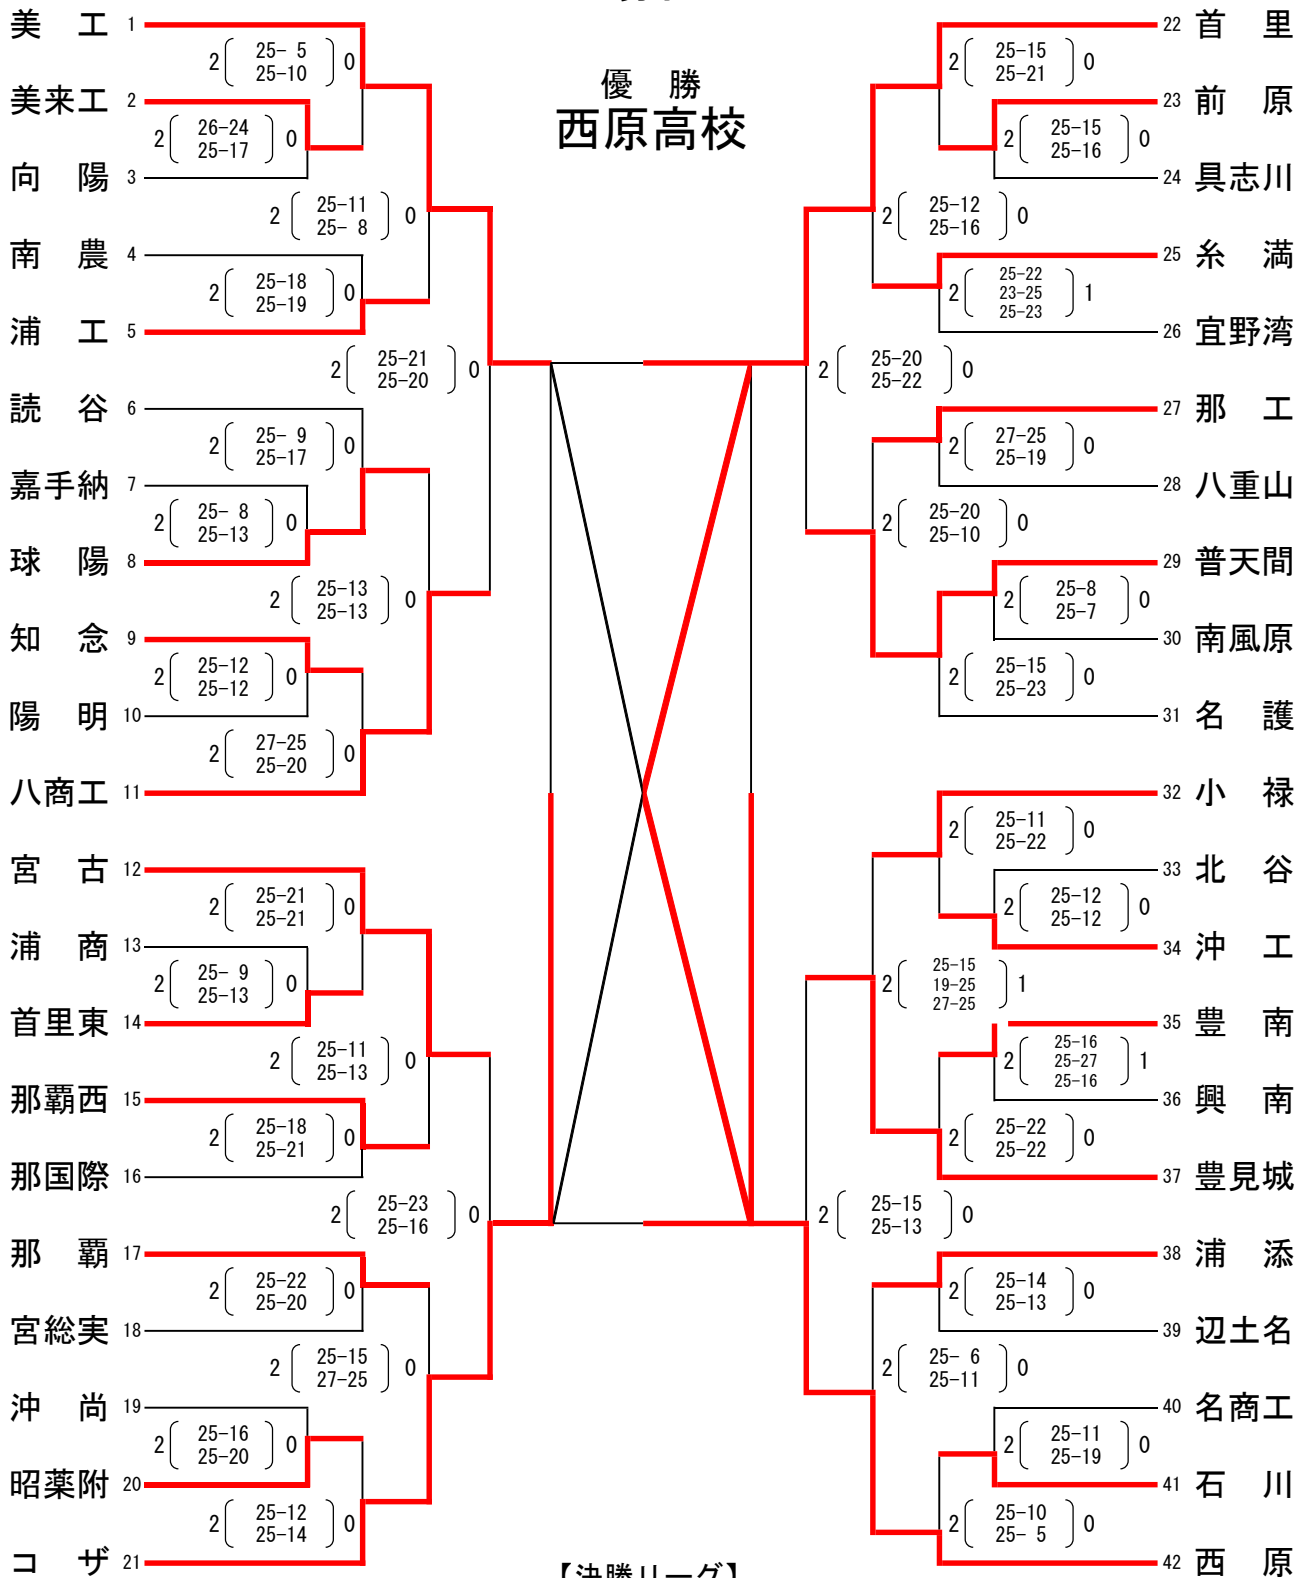 優　勝
西原高校
美　工 1
2 ( 25- 5 ) 0
25-10
美来工 2
2 ( 26-24 ) 0
25-17
向　陽 3
2 ( 25-11 ) 0
25- 8
南　農 4
2 ( 25-18 ) 0
25-19
浦　工 5
2 ( 25-21 ) 0
25-20
読　谷 6
2 ( 25- 9 ) 0
25-17
嘉手納 7
2 ( 25- 8 ) 0
25-13
球　陽 8
2 ( 25-13 ) 0
25-13
知　念 9
2 ( 25-12 ) 0
25-12
陽　明 10
2 ( 27-25 ) 0
25-20
八商工 11
宮　古 12
2 ( 25-21 ) 0
25-21
浦　商 13
2 ( 25- 9 ) 0
25-13
首里東 14
2 ( 25-11 ) 0
25-13
那覇西 15
2 ( 25-18 ) 0
25-21
那国際 16
2 ( 25-23 ) 0
25-16
那　覇 17
2 ( 25-22 ) 0
25-20
宮総実 18
2 ( 25-15 ) 0
27-25
沖　尚 19
2 ( 25-16 ) 0
25-20
昭薬附 20
2 ( 25-12 ) 0
25-14
コ　ザ 21
22 首　里
2 ( 25-15 ) 0
25-21
23 前　原
2 ( 25-15 ) 0
25-16
24 具志川
2 ( 25-12 ) 0
25-16
25 糸　満
2 ( 25-22 ) 1
23-25
25-23
26 宜野湾
2 ( 25-20 ) 0
25-22
27 那　工
2 ( 27-25 ) 0
25-19
28 八重山
2 ( 25-20 ) 0
25-10
29 普天間
2 ( 25-8 ) 0
25-7
30 南風原
2 ( 25-15 ) 0
25-23
31 名　護
32 小　禄
2 ( 25-11 ) 0
25-22
33 北　谷
2 ( 25-12 ) 0
25-12
34 沖　工
2 ( 25-15 ) 1
19-25
27-25
35 豊　南
2 ( 25-16 ) 1
25-27
25-16
36 興　南
2 ( 25-22 ) 0
25-22
37 豊見城
2 ( 25-15 ) 0
25-13
38 浦　添
2 ( 25-14 ) 0
25-13
39 辺土名
2 ( 25- 6 ) 0
25-11
40 名商工
2 ( 25-11 ) 0
25-19
41 石　川
2 ( 25-10 ) 0
25- 5
42 西　原
【決勝リーグ】